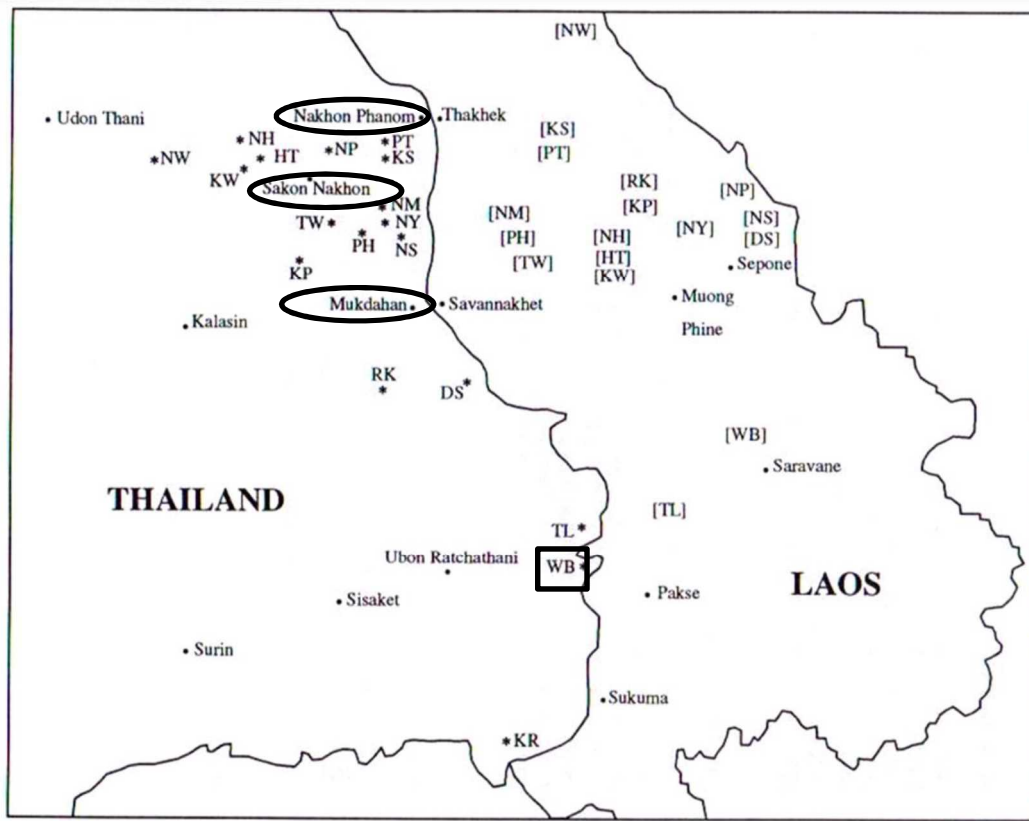 [NW]
Udon Thani
Nakhon Phanom
Thakhek
[KS]
[PT]
*NH
*PT
*NW
* HT
*NP
*KS
KW*
Sakon Nakhon
[RK]
[NP]
[KP]
*NM
[NM]
[NS]
TW*
*NY
[NY]
PH
NS
[PH]
[NH]
[DS]
KP
[TW]
[HT]
Sepone
[KW]
Mukdahan
Savannakhet
Muong
Phine
Kalasin
RK
DS*
[WB]
Saravane
THAILAND
[TL]
TL*
Ubon Ratchathani
WB*
LAOS
Sisaket
Pakse
Surin
Sukuma
*KR